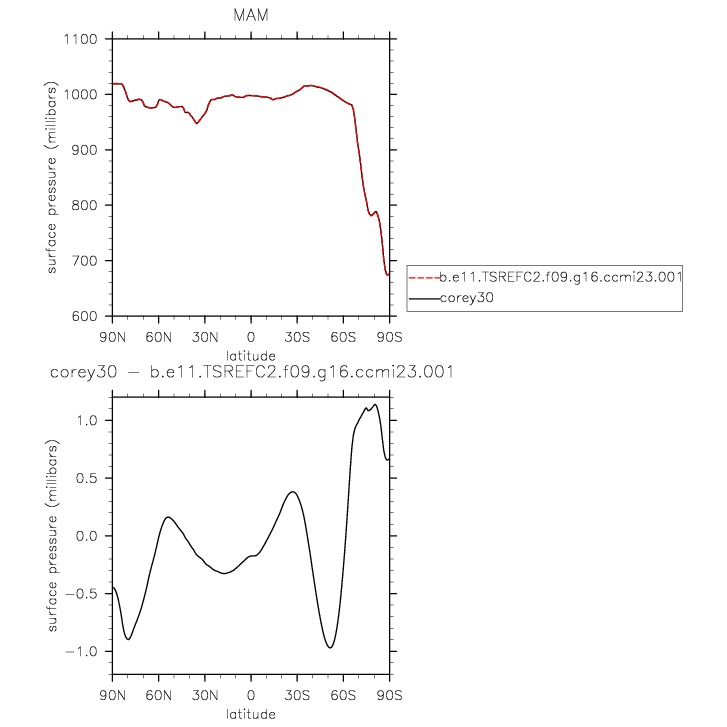 MAM
1100
1000
900
800
700
600
surface pressure (millibars)
90N 60N 30N 0 30S 60S 90S
latitude
b.e11.TSREFC2.f09.g16.ccmi23.001
corey30
corey30 − b.e11.TSREFC2.f09.g16.ccmi23.001
1.0
0.5
0.0
−0.5
−1.0
surface pressure (millibars)
90N 60N 30N 0 30S 60S 90S
latitude